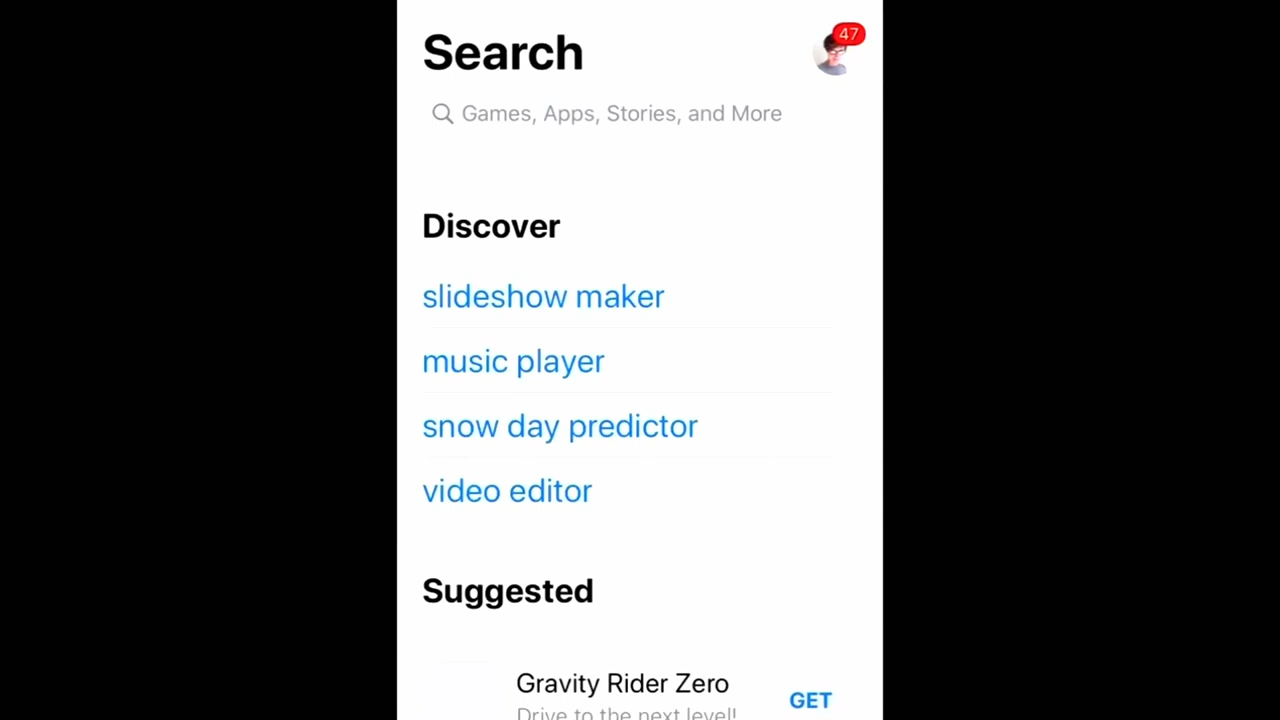 Search
47
Games, Apps, Stories, and More
Discover
slideshow maker
music player
snow day predictor
video editor
Suggested
Gravity Rider Zero
GET
Drive to the next level!